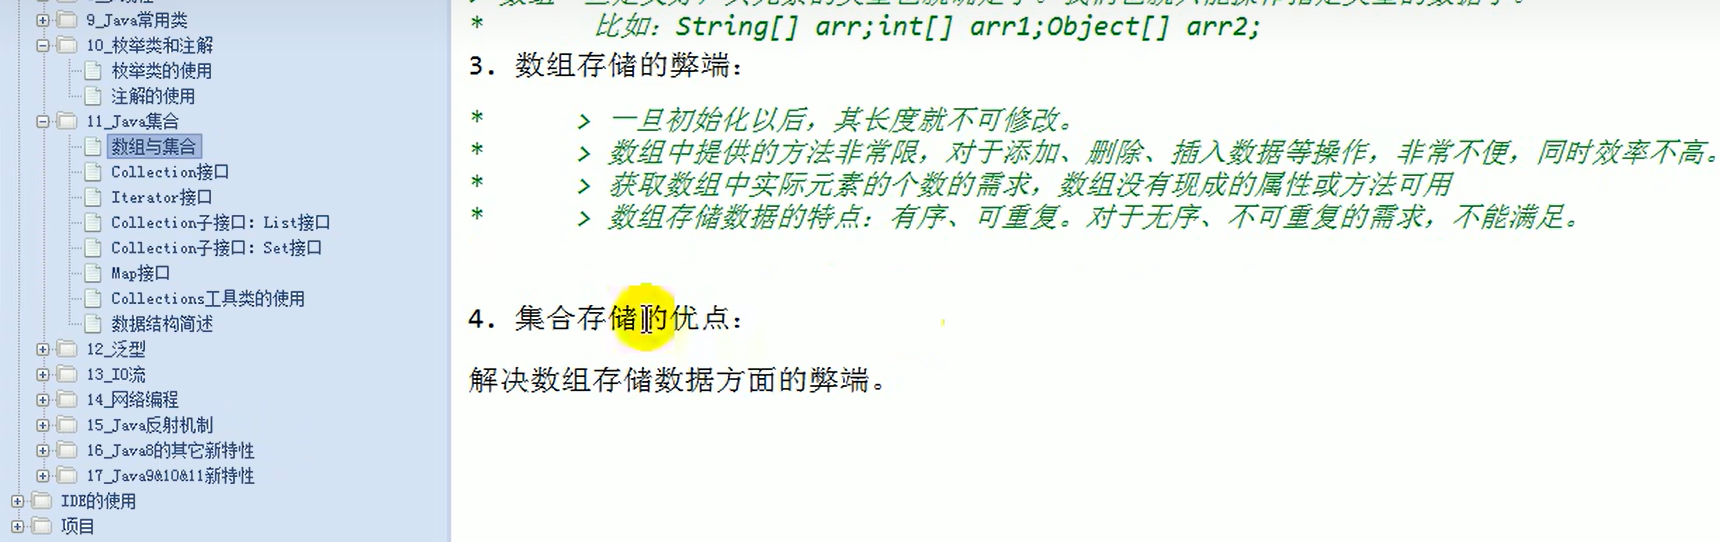 9_Java常用类
10_枚举类和注解
枚举类的使用
注解的使用
11_Java集合
数组与集合
Collection接口
Iterator接口
Collection子接口：List接口
Collection子接口：Set接口
Map接口
Collections工具类的使用
数据结构简述
12_泛型
13_IO流
14_网络编程
15_Java反射机制
16_Java8的其它新特性
17_Java9&10&11新特性
IDE的使用
项目
* 比如：String[] arr;int[] arr1;Object[] arr2;
3. 数组存储的弊端：
* > 一旦初始化以后，其长度就不可修改。
* > 数组中提供的方法非常限，对于添加、删除、插入数据等操作，非常不便，同时效率不高。
* > 获取数组中实际元素的个数的需求，数组没有现成的属性或方法可用
* > 数组存储数据的特点：有序、可重复。对于无序、不可重复的需求，不能满足。
4. 集合存储的优点：
解决数组存储数据方面的弊端。